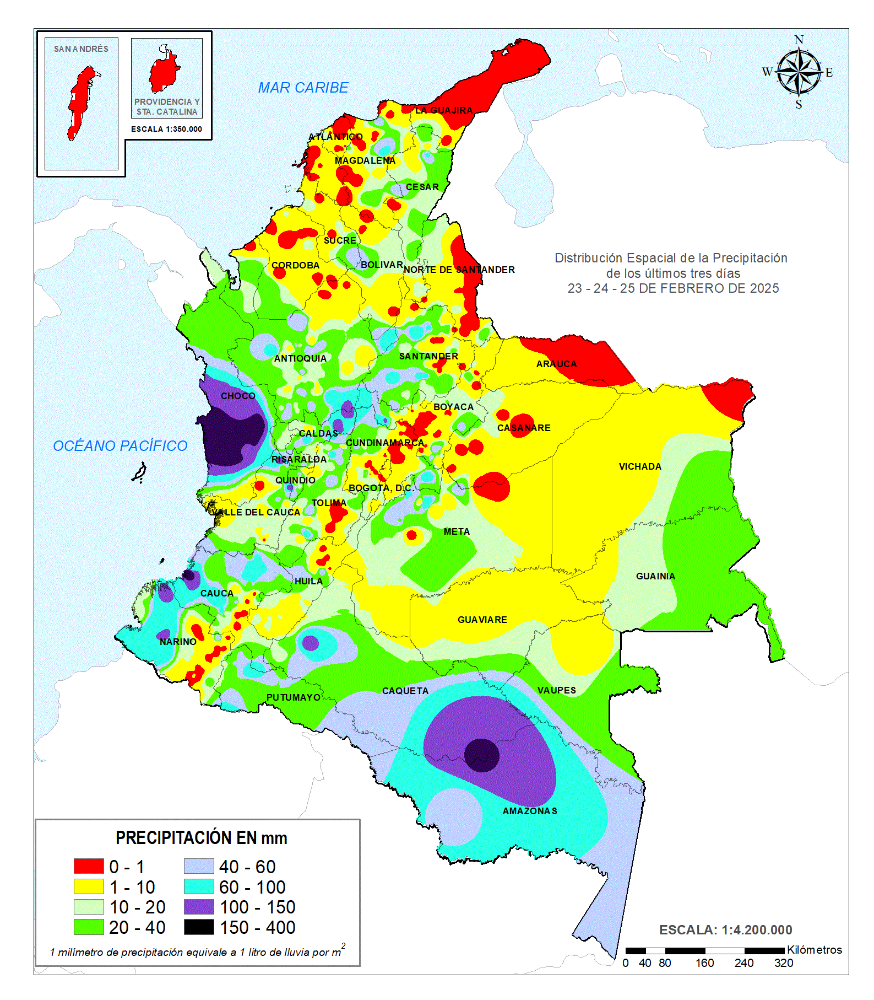 SAN ANDRÉS
PROVIDENCIA Y
STA. CATALINA
ESCALA 1:350.000
N
W
E
S
MAR CARIBE
LA GUAJIRA
ATLANTICO
MAGDALENA
CESAR
SUCRE
CORDOBA
BOLIVAR
NORTE DE SANTANDER
Distribución Espacial de la Precipitación
de los últimos tres días
23 - 24 - 25 DE FEBRERO DE 2025
ANTIOQUIA
SANTANDER
ARAUCA
CHOCO
BOYACA
CASANARE
CALDAS
CUNDINAMARCA
OCÉANO PACÍFICO
RISARALDA
VICHADA
QUINDIO
BOGOTA, D.C.
TOLIMA
VALLE DEL CAUCA
META
HUILA
GUAINIA
CAUCA
GUAVIARE
NARINO
CAQUETA
VAUPES
PUTUMAYO
AMAZONAS
PRECIPITACIÓN EN mm
0 - 1
1 - 10
10 - 20
20 - 40
40 - 60
60 - 100
100 - 150
150 - 400
1 milímetro de precipitación equivale a 1 litro de lluvia por m2
ESCALA: 1:4.200.000
Kilómetros
0 40 80 160 240 320